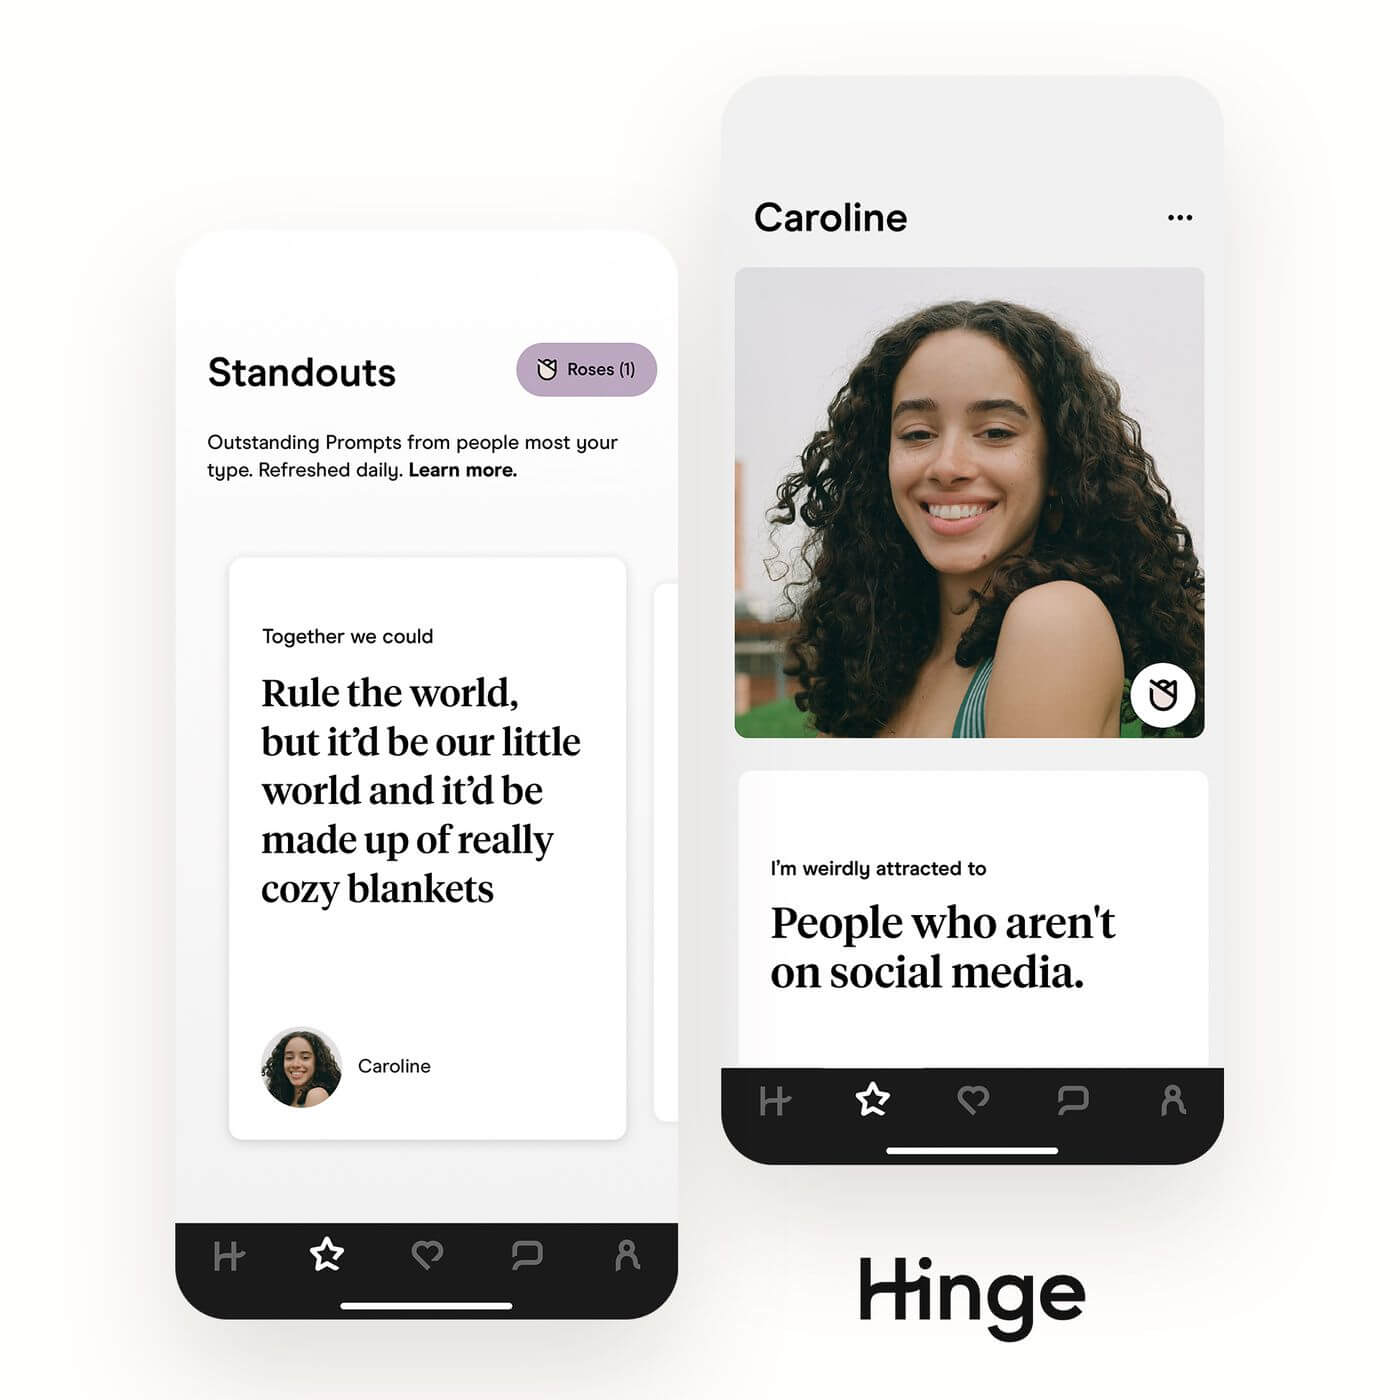 Standouts
Roses (1)
Outstanding Prompts from people most your
type. Refreshed daily. Learn more.
Together we could
Rule the world,
but it’d be our little
world and it’d be
made up of really
cozy blankets
Caroline
Caroline
I’m weirdly attracted to
People who aren't
on social media.
Hinge